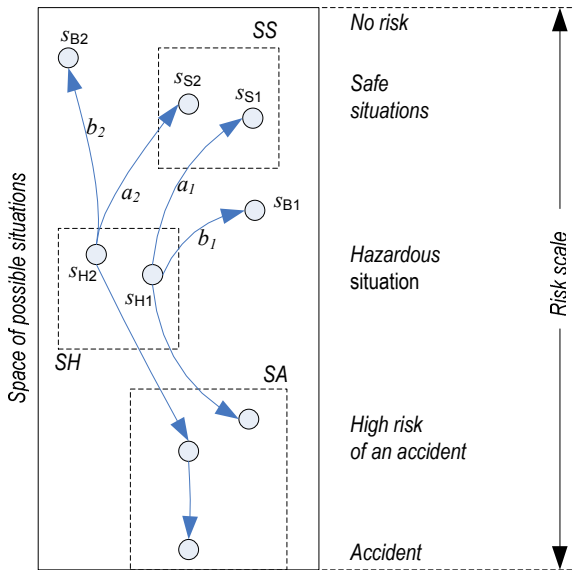 No risk
SS
sB2
sS2
sS1
Safe
situations
b2
a2
a1
sB1
b1
sH2
sH1
Hazardous
situation
SH
SA
High risk
of an accident
Accident
Space of possible situations
Risk scale